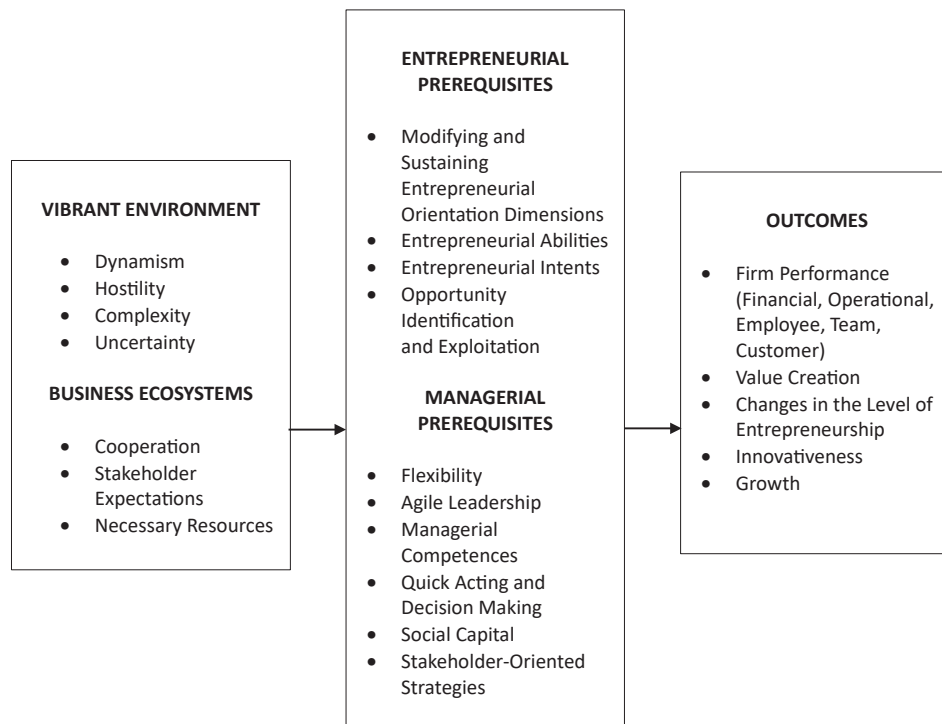 VIBRANT ENVIRONMENT
• Dynamism
• Hostility
• Complexity
• Uncertainty
BUSINESS ECOSYSTEMS
• Cooperation
• Stakeholder
Expectations
• Necessary Resources
ENTREPRENEURIAL
PREREQUISITES
• Modifying and
Sustaining
Entrepreneurial
Orientation Dimensions
• Entrepreneurial Abilities
• Entrepreneurial Intents
• Opportunity
Identification
and Exploitation
MANAGERIAL
PREREQUISITES
• Flexibility
• Agile Leadership
• Managerial
Competences
• Quick Acting and
Decision Making
• Social Capital
• Stakeholder-Oriented
Strategies
OUTCOMES
• Firm Performance
(Financial, Operational,
Employee, Team,
Customer)
• Value Creation
• Changes in the Level of
Entrepreneurship
• Innovativeness
• Growth